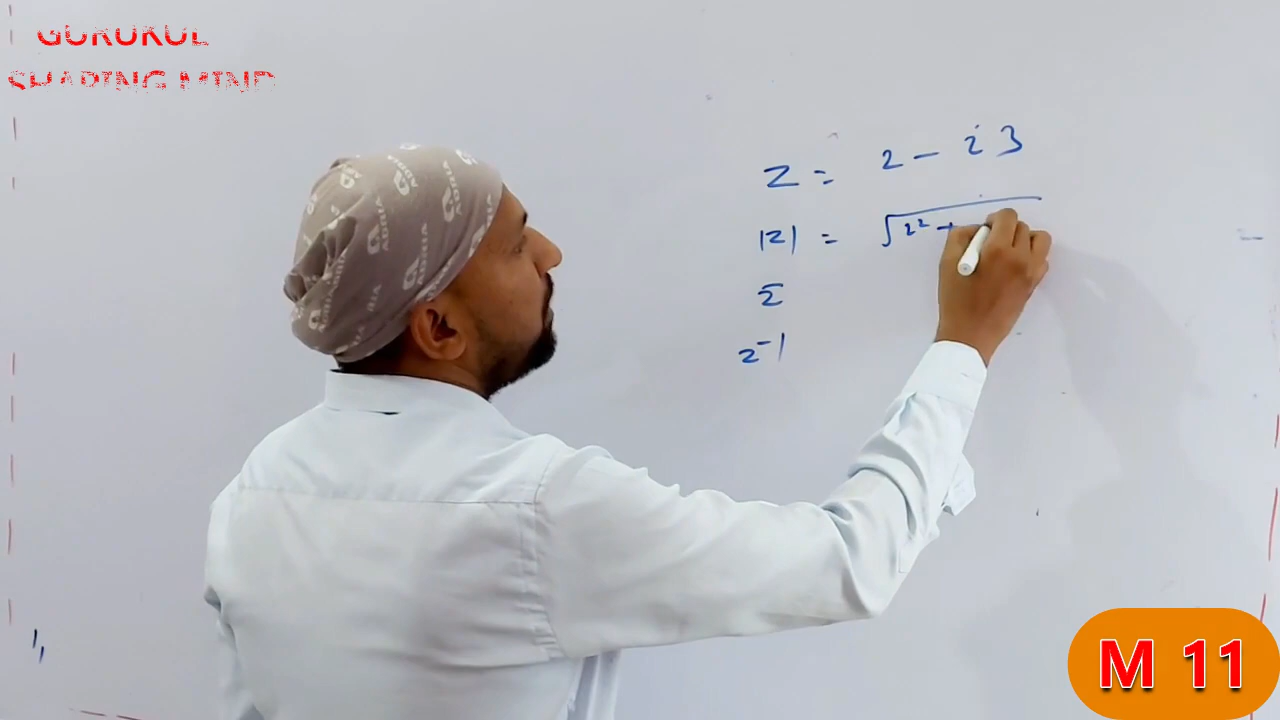 GURUKUL
SHAPING MIND
z = 2 - i3
|z| = √2² +
z̄
z⁻¹
M 11